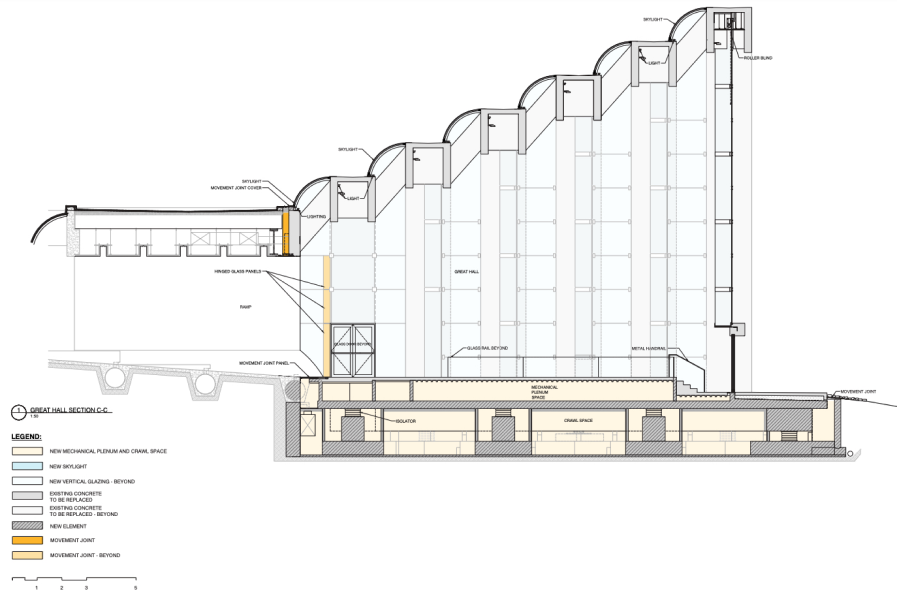 SKYLIGHT
ROLLER BLIND
LIGHT
SKYLIGHT
SKYLIGHT
MOVEMENT JOINT COVER
LIGHT
LIGHTING
HINGED GLASS PANELS
GREAT HALL
RAMP
GLASS DOOR BEYOND
GLASS RAIL BEYOND
METAL HANDRAIL
MOVEMENT JOINT PANEL
MECHANICAL
PLENUM
SPACE
MOVEMENT JOINT
1 GREAT HALL SECTION C-C
1:50
ISOLATOR
CRAWL SPACE
LEGEND:
NEW MECHANICAL PLENUM AND CRAWL SPACE
NEW SKYLIGHT
NEW VERTICAL GLAZING - BEYOND
EXISTING CONCRETE
TO BE REPLACED
EXISTING CONCRETE
TO BE REPLACED - BEYOND
NEW ELEMENT
MOVEMENT JOINT
MOVEMENT JOINT - BEYOND
1 2 3 5